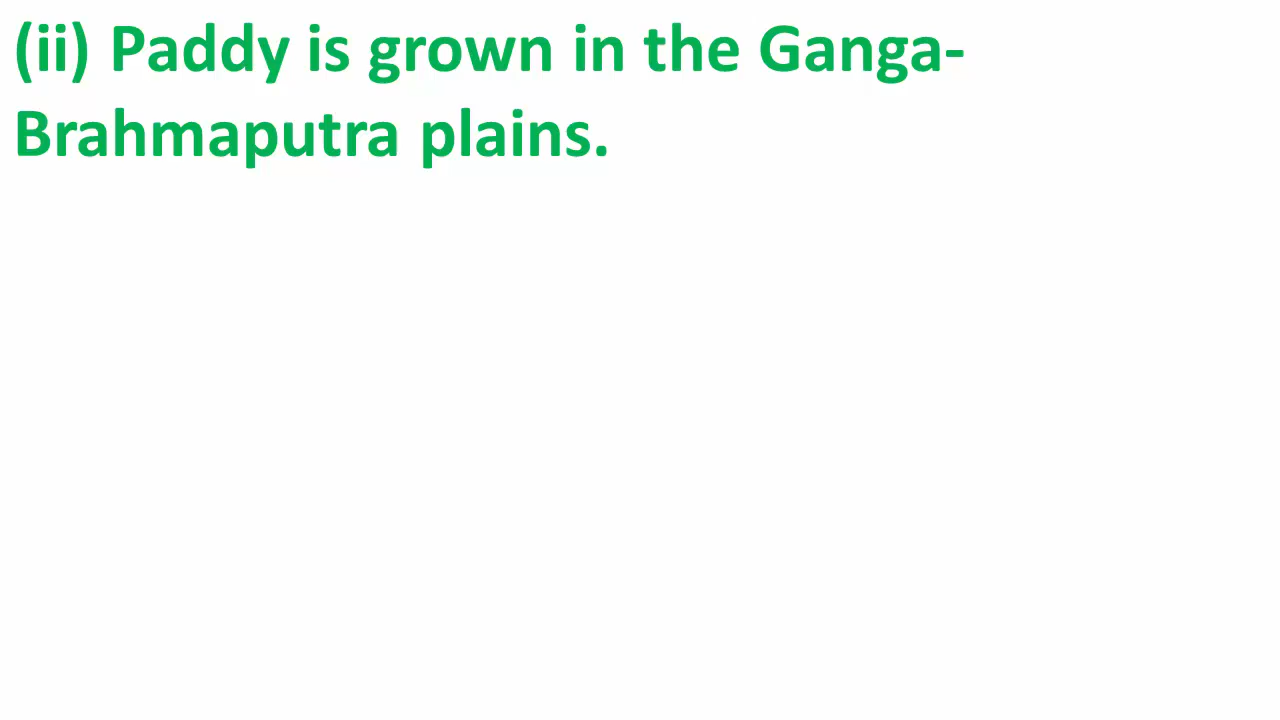 (ii) Paddy is grown in the Ganga-
Brahmaputra plains.